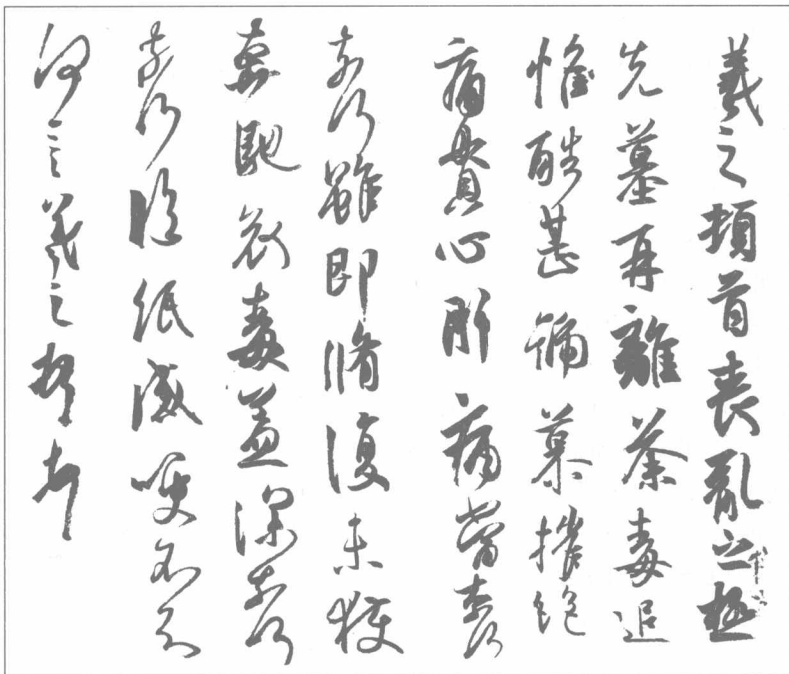 羲之頓首喪亂之極
先墓再離荼毒追
惟酷甚號慕摧絕
痛貫心肝痛當奈何
奈何雖即脩復未獲
奔馳哀毒益深奈何
奈何臨紙感哽不知
何言羲之頓首頓首